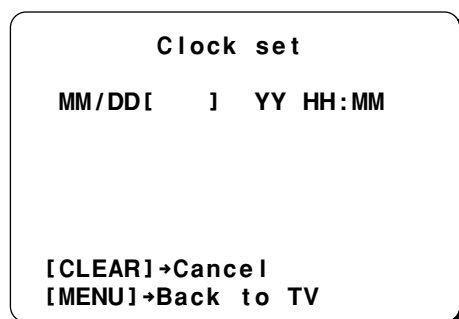 Clock set
MM/DD[    ] YY HH:MM
[CLEAR]→Cancel
[MENU]→Back to TV